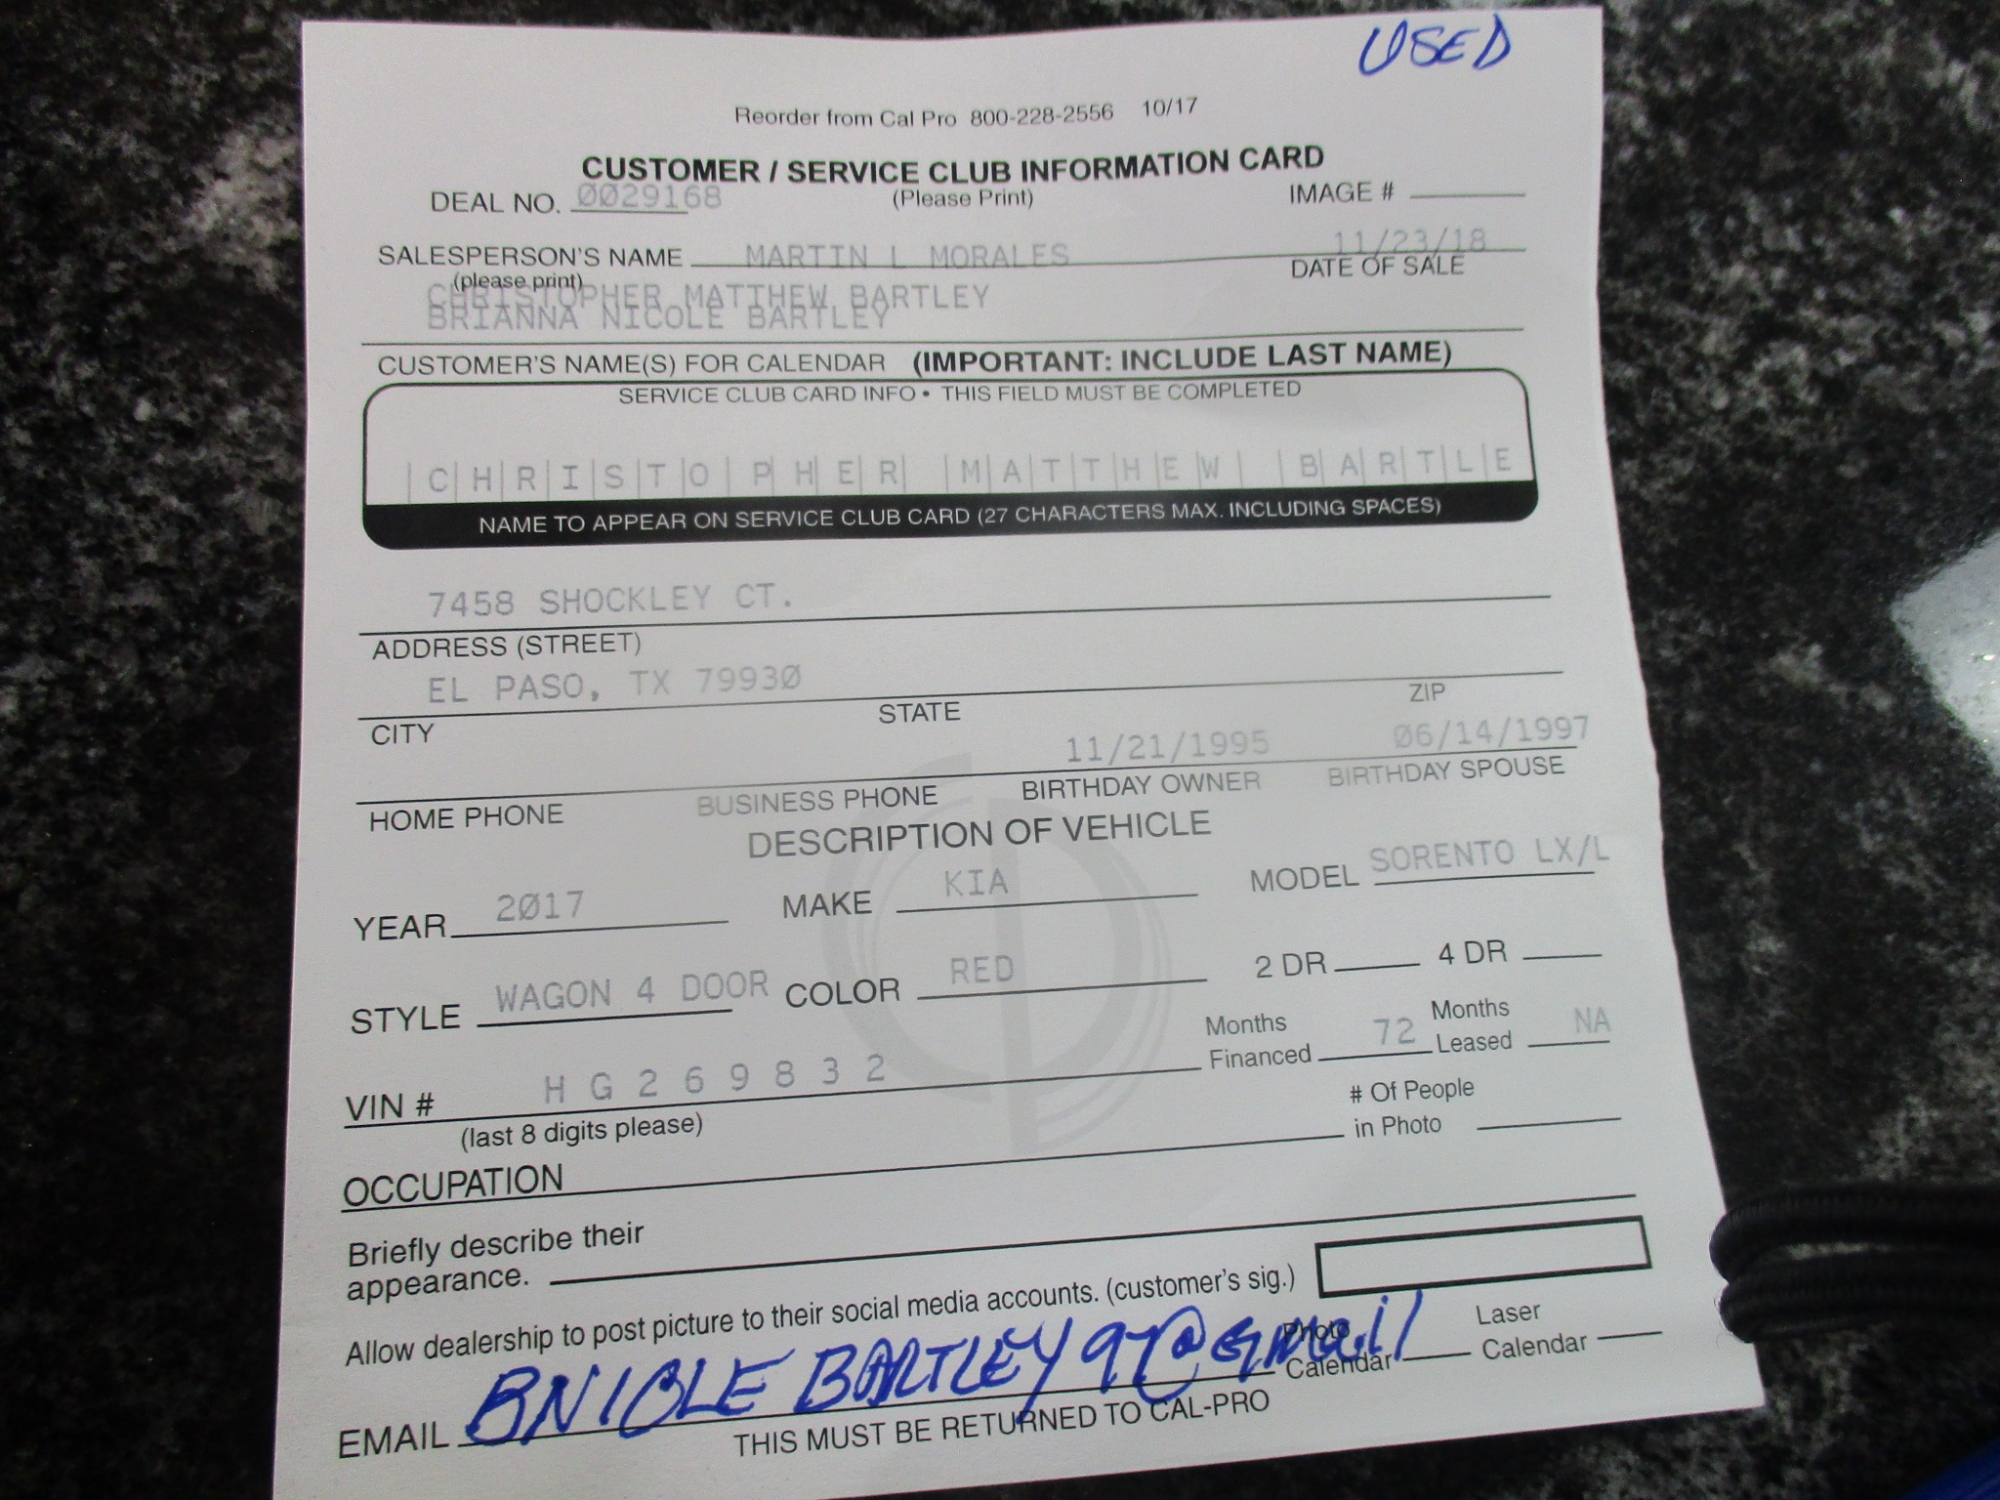 USED
Reorder from Cal Pro 800-228-2556 10/17
CUSTOMER / SERVICE CLUB INFORMATION CARD
DEAL NO. 0029168 (Please Print) IMAGE #
SALESPERSON'S NAME MARTIN L MORALES 11/23/18
(please print) DATE OF SALE
CHRISTOPHER MATTHEW BARTLEY
BRIANNA NICOLE BARTLEY
CUSTOMER'S NAME(S) FOR CALENDAR (IMPORTANT: INCLUDE LAST NAME)
SERVICE CLUB CARD INFO • THIS FIELD MUST BE COMPLETED
CHRISTOPHER MATTHEW BARTLE
NAME TO APPEAR ON SERVICE CLUB CARD (27 CHARACTERS MAX. INCLUDING SPACES)
7458 SHOCKLEY CT.
ADDRESS (STREET)
EL PASO, TX 79930
CITY STATE ZIP
11/21/1995 06/14/1997
HOME PHONE BUSINESS PHONE BIRTHDAY OWNER BIRTHDAY SPOUSE
DESCRIPTION OF VEHICLE
YEAR 2017 MAKE KIA MODEL SORENTO LX/L
STYLE WAGON 4 DOOR COLOR RED 2 DR 4 DR
VIN # HG269832 Months Financed 72 Months Leased NA
(last 8 digits please) # Of People in Photo
OCCUPATION
Briefly describe their
appearance.
Allow dealership to post picture to their social media accounts. (customer's sig.)
EMAIL BNICLE BARTLEY97@gmail Photo Calendar Laser Calendar
THIS MUST BE RETURNED TO CAL-PRO